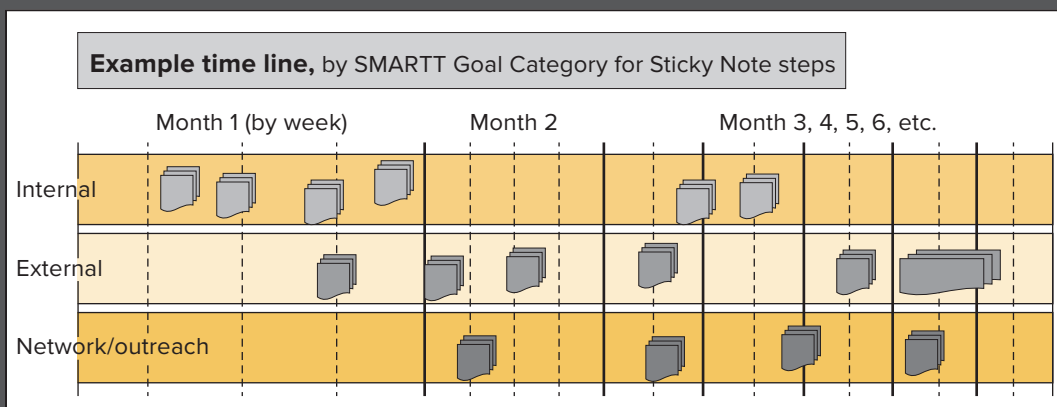 Example time line, by SMARTT Goal Category for Sticky Note steps
Month 1 (by week) Month 2 Month 3, 4, 5, 6, etc.
Internal
External
Network/outreach